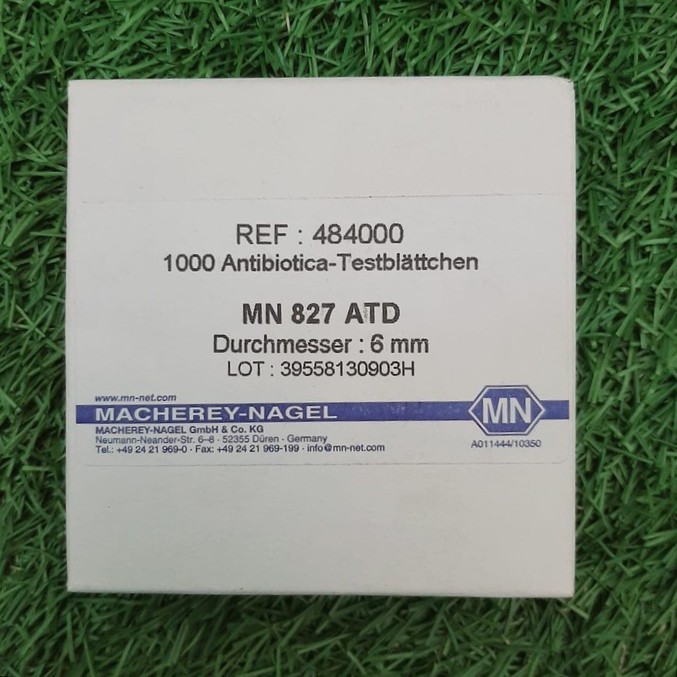 REF : 484000
1000 Antibiotica-Testblättchen
MN 827 ATD
Durchmesser : 6 mm
LOT : 39558130903H
www.mn-net.com
MACHEREY-NAGEL
MN
MACHEREY-NAGEL GmbH & Co. KG
Neumann-Neander-Str. 6–8 · 52355 Düren · Germany
Tel.: +49 24 21 969-0 · Fax: +49 24 21 969-199 · info@mn-net.com
A011444/10350